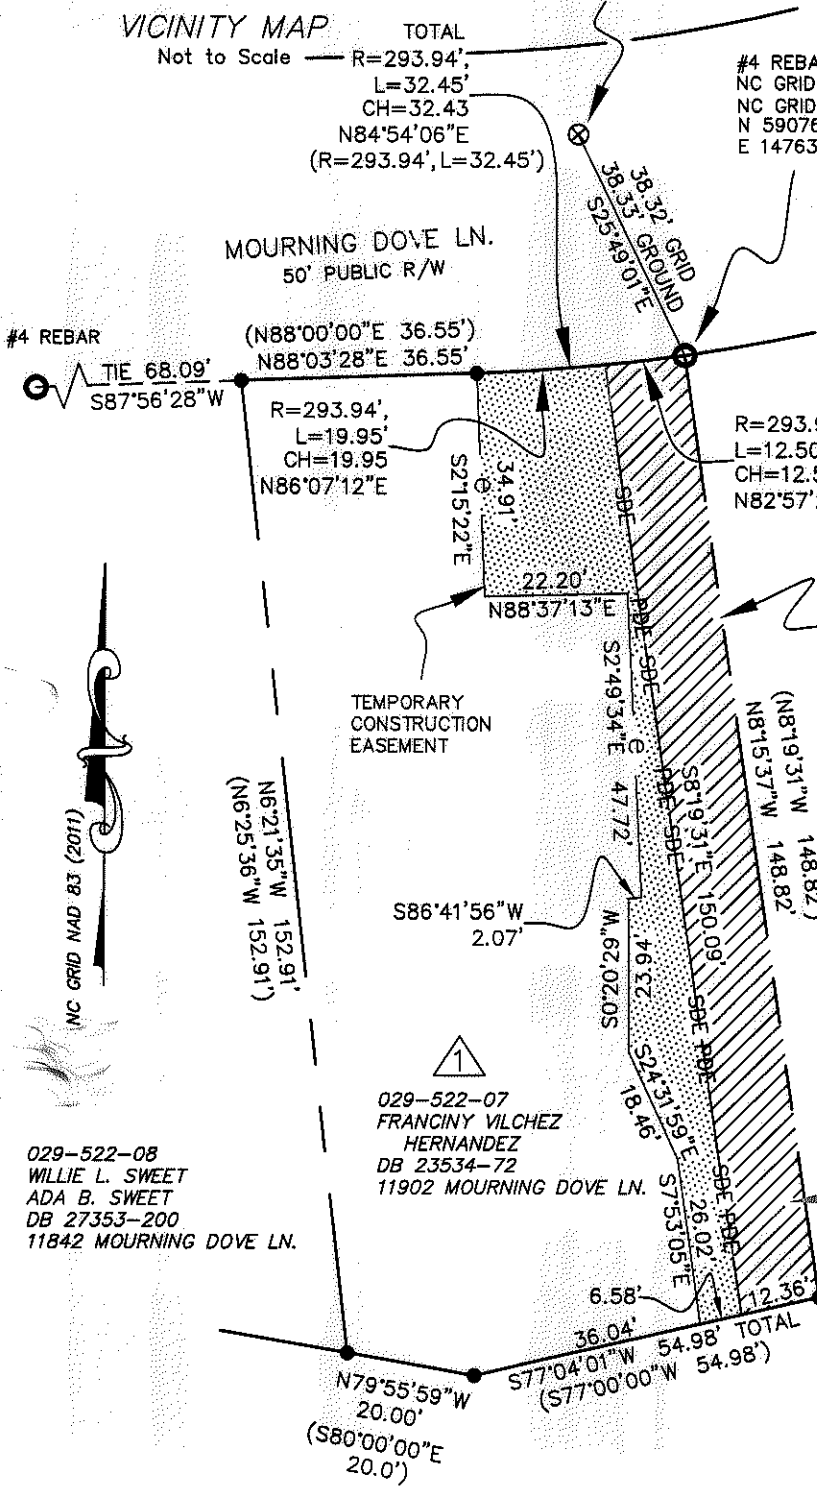 VICINITY MAP
Not to Scale
TOTAL
R=293.94',
L=32.45'
CH=32.43
N84°54'06"E
(R=293.94', L=32.45')
#4 REBA
NC GRID
NC GRID
N 59076
E 14763
38.32' GRID
38.33' GROUND
S25°49'01"E
MOURNING DOVE LN.
50' PUBLIC R/W
#4 REBAR
TIE 68.09'
S87°56'28"W
(N88°00'00"E 36.55')
N88°03'28"E 36.55'
R=293.94',
L=19.95'
CH=19.95
N86°07'12"E
R=293.9
L=12.50
CH=12.5
N82°57'
34.91'
e
S2°15'22"E
SDE
22.20'
N88°37'13"E
PDE SDE
TEMPORARY
CONSTRUCTION
EASEMENT
S2°49'34"E e 47.72'
PDE SDE
S8°19'31"E 150.09'
(N8°19'31"W 148.82')
N8°15'37"W 148.82'
NC GRID NAD 83 (2011)
N6°21'35"W 152.91'
(N6°25'36"W 152.91')
S86°41'56"W
2.07'
23.94'
S0°20'29"W
SDE PDE
S24°31'59"E
18.46'
1
029-522-07
FRANCINY VILCHEZ
HERNANDEZ
DB 23534-72
11902 MOURNING DOVE LN.
029-522-08
WILLIE L. SWEET
ADA B. SWEET
DB 27353-200
11842 MOURNING DOVE LN.
SDE PDE
26.02'
S7°53'05"E
6.58'
12.36'
36.04'
S77°04'01"W 54.98' TOTAL
(S77°00'00"W 54.98')
N79°55'59"W
20.00'
(S80°00'00"E
20.0')